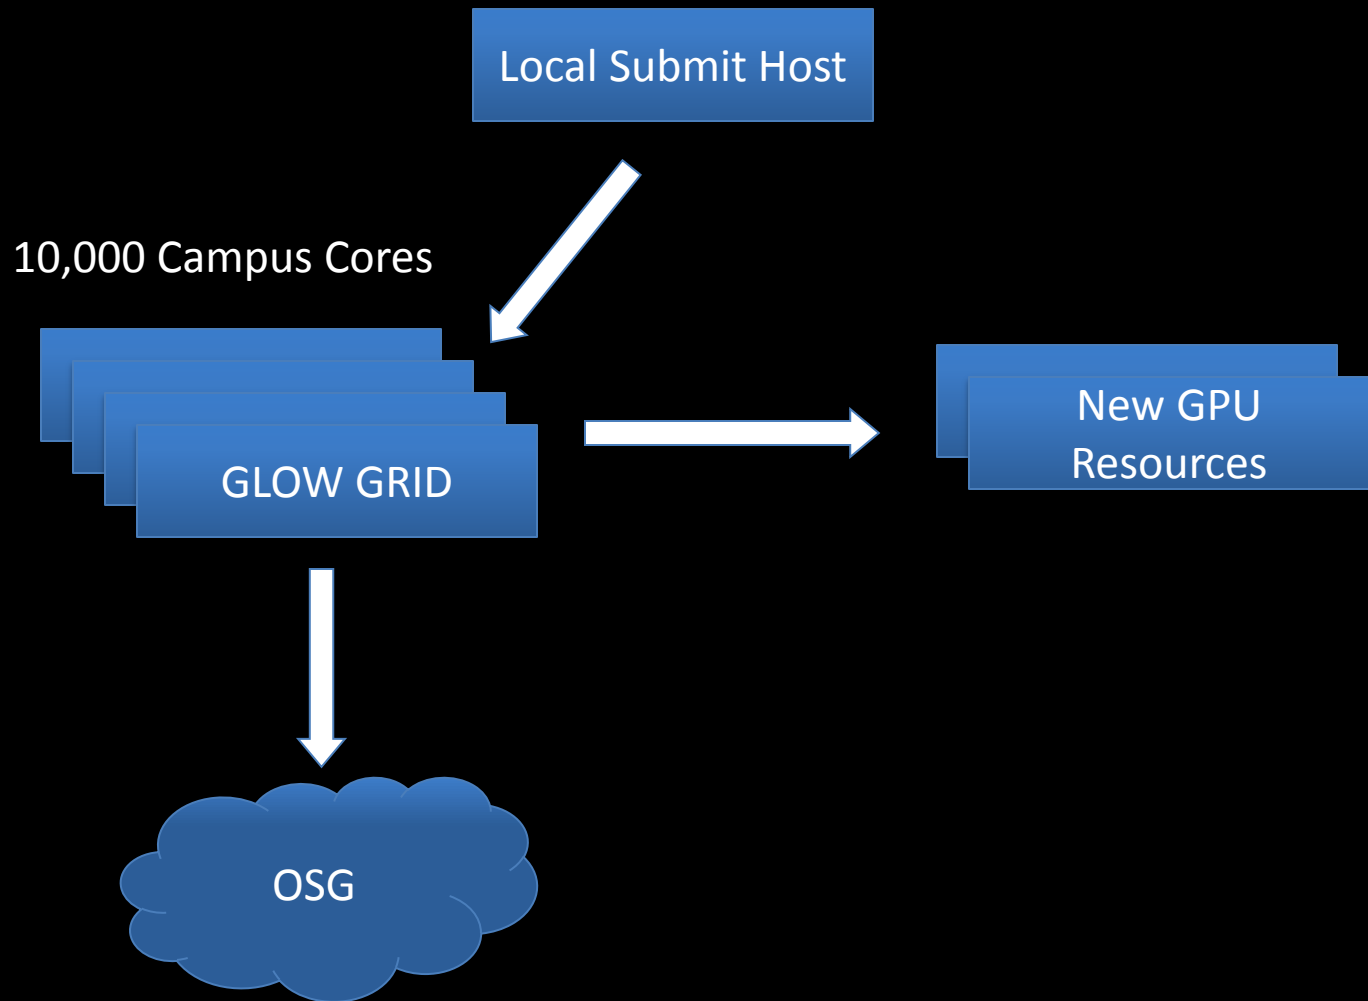 Local Submit Host
10,000 Campus Cores
GLOW GRID
New GPU
Resources
OSG